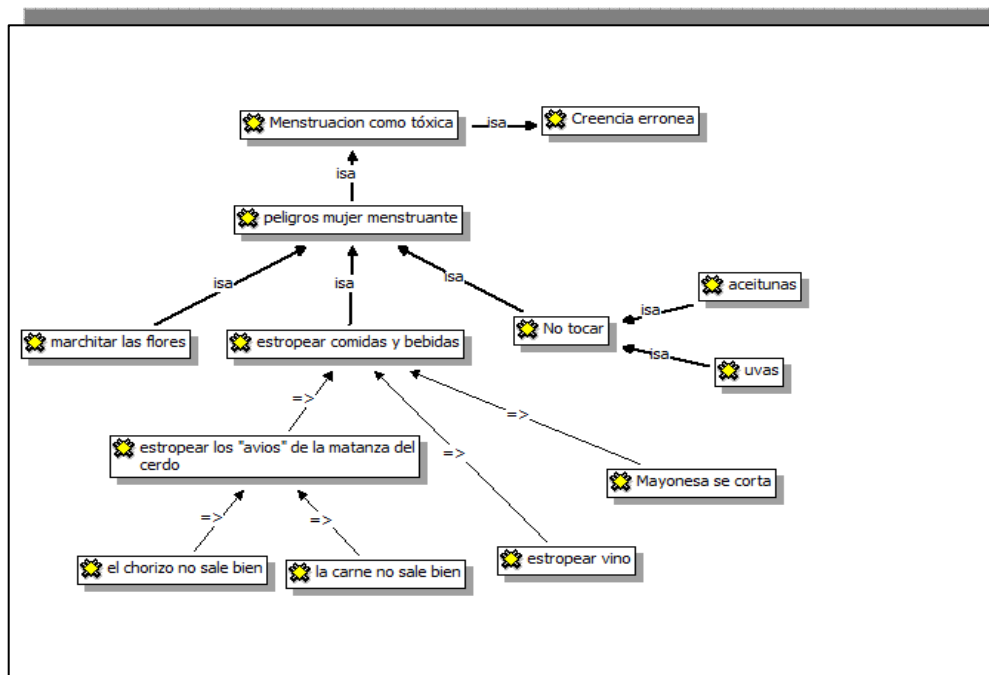 Menstruacion como tóxica
isa
Creencia erronea
isa
peligros mujer menstruante
isa
isa
isa
aceitunas
isa
No tocar
marchitar las flores
estropear comidas y bebidas
isa
uvas
=>
=>
=>
estropear los "avios" de la matanza del
cerdo
Mayonesa se corta
=>
=>
estropear vino
el chorizo no sale bien
la carne no sale bien